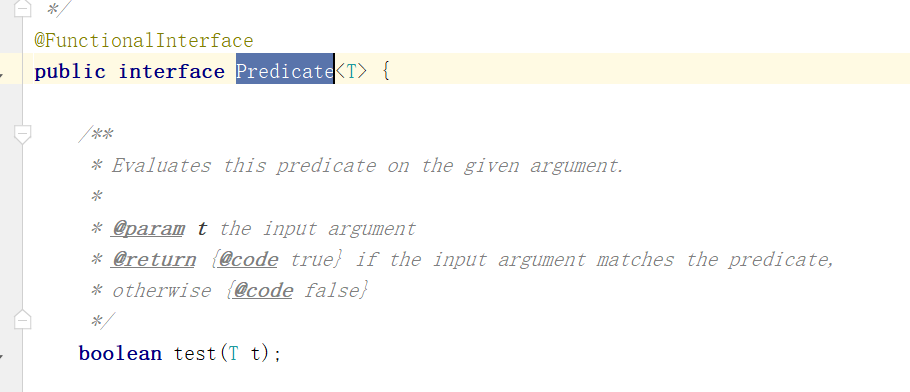 */
@FunctionalInterface
public interface Predicate<T> {
/**
* Evaluates this predicate on the given argument.
*
* @param t the input argument
* @return {@code true} if the input argument matches the predicate,
* otherwise {@code false}
*/
boolean test(T t);